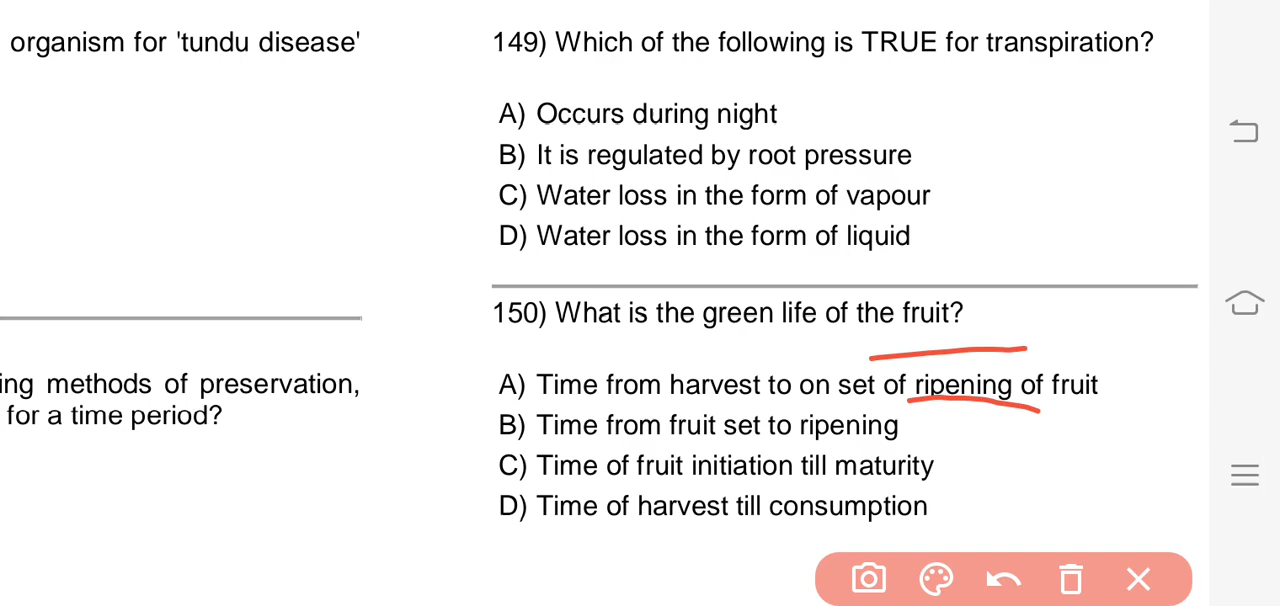 organism for 'tundu disease'
ing methods of preservation,
for a time period?
149) Which of the following is TRUE for transpiration?
A) Occurs during night
B) It is regulated by root pressure
C) Water loss in the form of vapour
D) Water loss in the form of liquid
150) What is the green life of the fruit?
A) Time from harvest to on set of ripening of fruit
B) Time from fruit set to ripening
C) Time of fruit initiation till maturity
D) Time of harvest till consumption